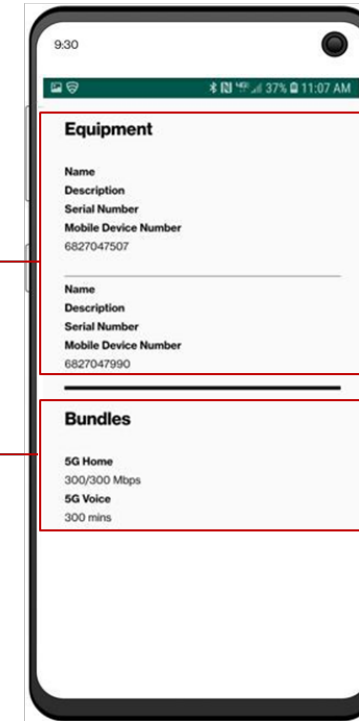 9:30
37% 11:07 AM
Equipment
Name
Description
Serial Number
Mobile Device Number
6827047507
Name
Description
Serial Number
Mobile Device Number
6827047990
Bundles
5G Home
300/300 Mbps
5G Voice
300 mins